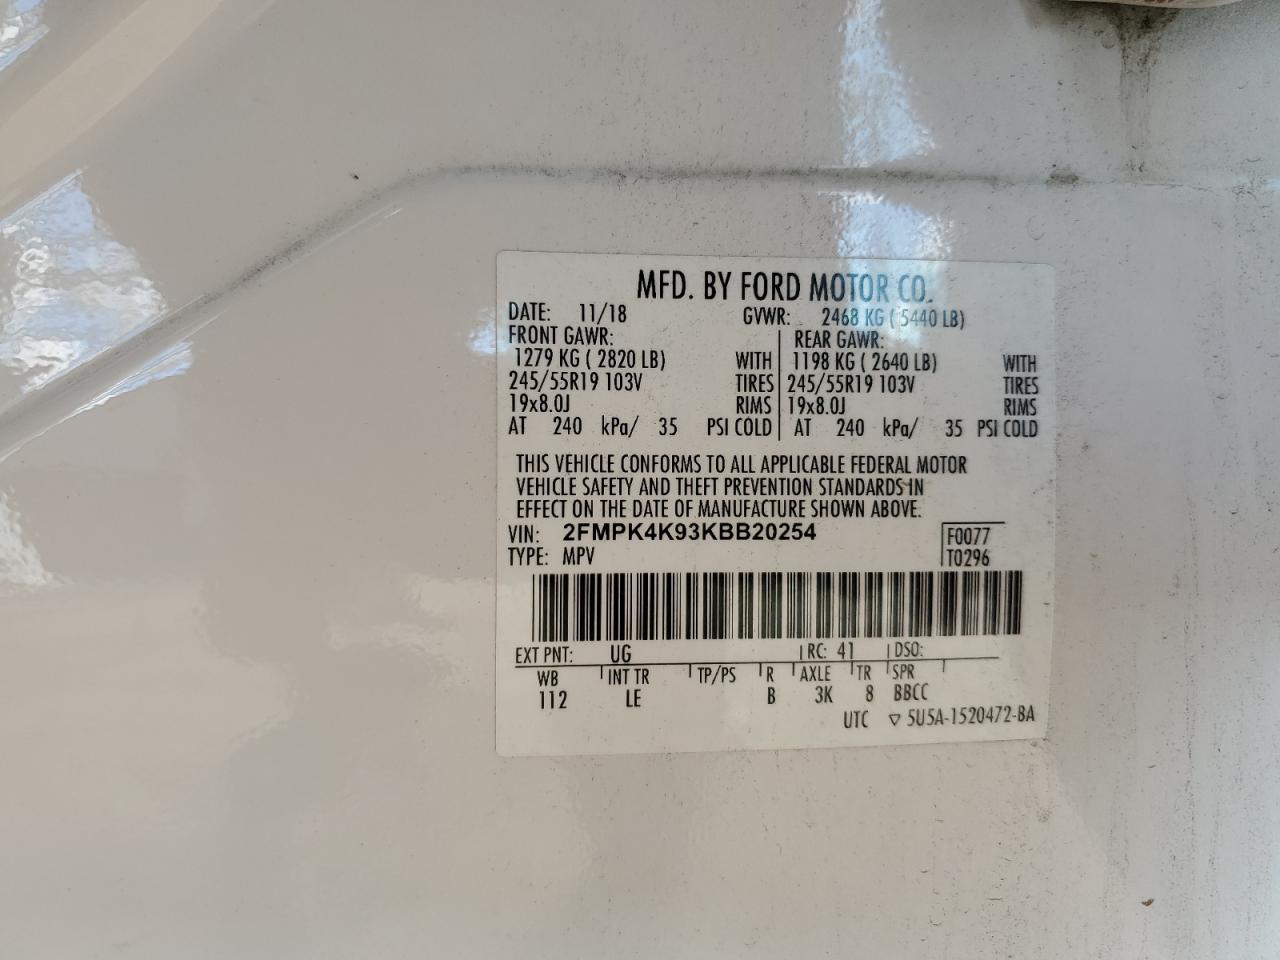 MFD. BY FORD MOTOR CO.
DATE: 11/18 GVWR: 2468 KG ( 5440 LB)
FRONT GAWR: REAR GAWR:
1279 KG ( 2820 LB) WITH 1198 KG ( 2640 LB) WITH
245/55R19 103V TIRES 245/55R19 103V TIRES
19x8.0J RIMS 19x8.0J RIMS
AT 240 kPa/ 35 PSI COLD AT 240 kPa/ 35 PSI COLD
THIS VEHICLE CONFORMS TO ALL APPLICABLE FEDERAL MOTOR
VEHICLE SAFETY AND THEFT PREVENTION STANDARDS IN
EFFECT ON THE DATE OF MANUFACTURE SHOWN ABOVE.
VIN: 2FMPK4K93KBB20254 F0077
TYPE: MPV T0296
EXT PNT: UG RC: 41 DSO:
WB INT TR TP/PS R AXLE TR SPR
112 LE B 3K 8 BBCC
UTC ▽ 5U5A-1520472-BA